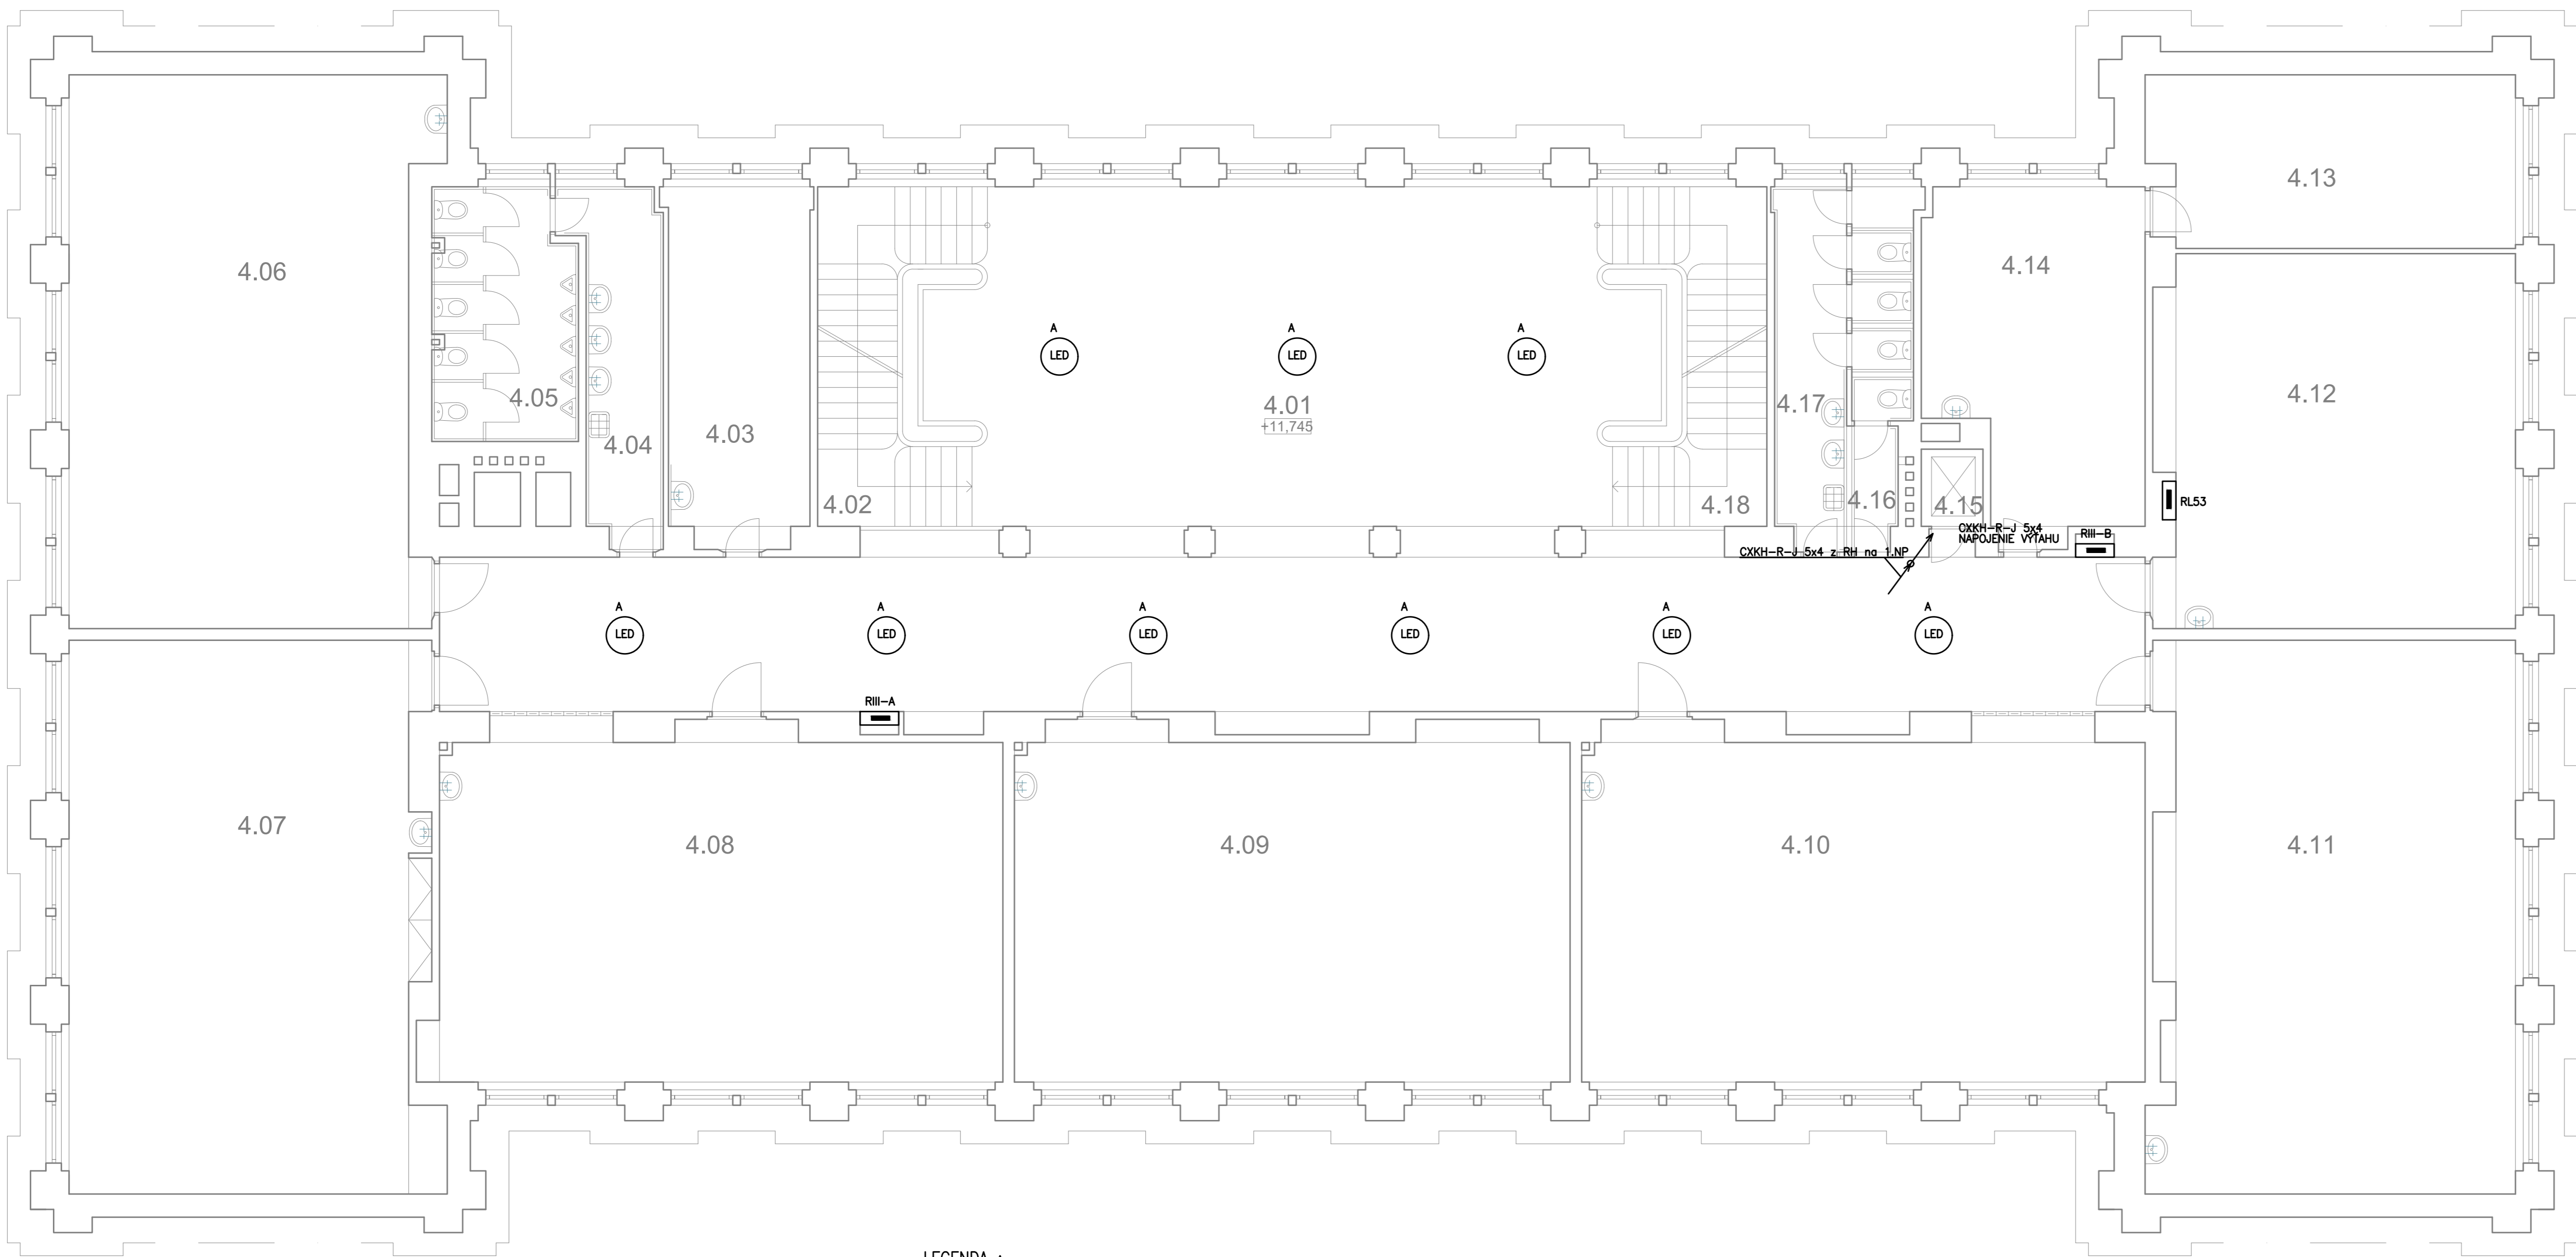 4.13
4.06
4.14
A
A
A
LED
LED
LED
4.12
4.05
4.01
4.17
+11,745
4.03
4.04
4.02
4.18
4.16
4.15
RL53
CXKH-R-J 5x4
NAPOJENIE VÝŤAHU
RIII-B
CXKH-R-J 5x4 z RH na 1.NP
A
A
A
A
A
A
LED
LED
LED
LED
LED
LED
RIII-A
4.07
4.08
4.09
4.10
4.11
LEGENDA :